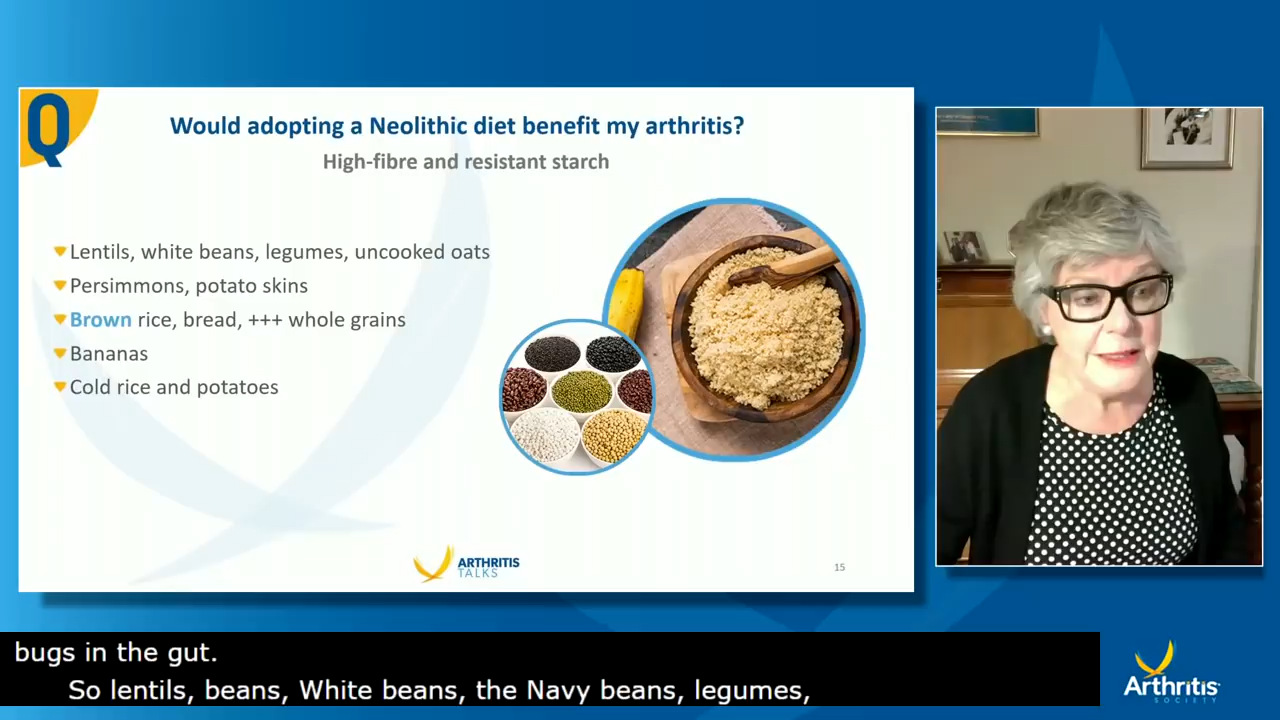 Q
Would adopting a Neolithic diet benefit my arthritis?
High-fibre and resistant starch
Lentils, white beans, legumes, uncooked oats
Persimmons, potato skins
Brown rice, bread, +++ whole grains
Bananas
Cold rice and potatoes
ARTHRITIS
TALKS
15
bugs in the gut.
So lentils, beans, White beans, the Navy beans, legumes,
Arthritis
SOCIETY